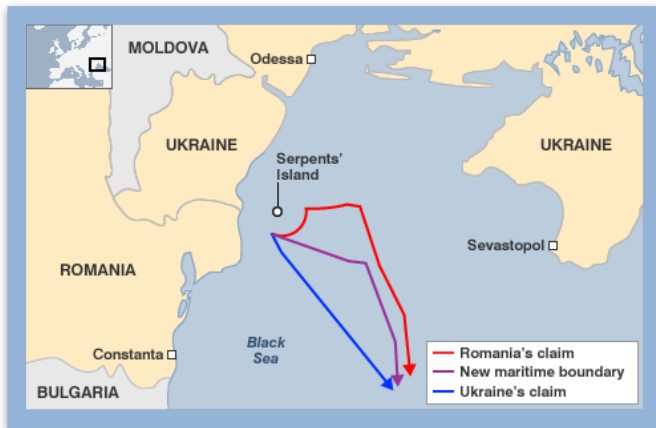 MOLDOVA
Odessa
UKRAINE
UKRAINE
Serpents'
Island
Sevastopol
ROMANIA
Black
Sea
Constanta
BULGARIA
Romania's claim
New maritime boundary
Ukraine's claim